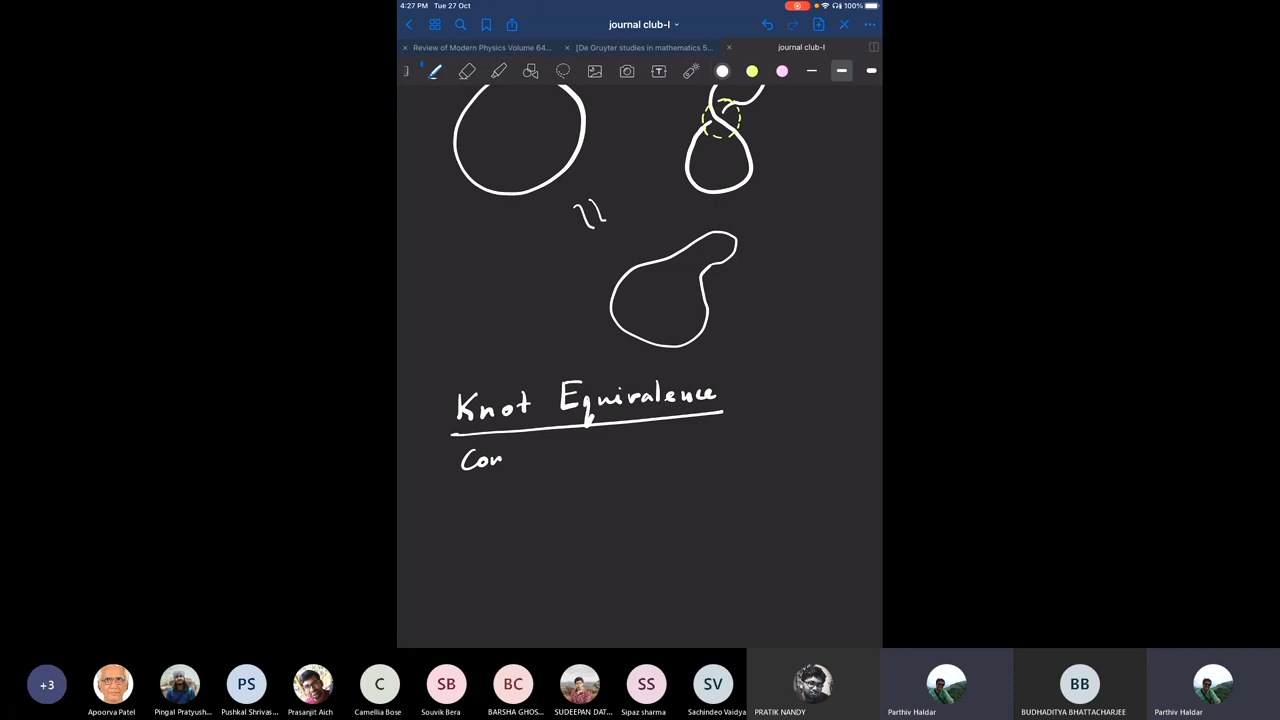 4:27 PM Tue 27 Oct
100%
journal club-I
Review of Modern Physics Volume 64...
[De Gruyter studies in mathematics 5...
journal club-I
Knot Equivalence
Cor
+3
PS
C
SB
BC
SS
SV
BB
Apoorva Patel
Pingal Pratyush...
Pushkal Shrivas...
Prasanjit Aich
Camellia Bose
Souvik Bera
BARSHA GHOS...
SUDEEPAN DAT...
Sipaz sharma
Sachindeo Vaidya
PRATIK NANDY
Parthiv Haldar
BUDHADITYA BHATTACHARJEE
Parthiv Haldar